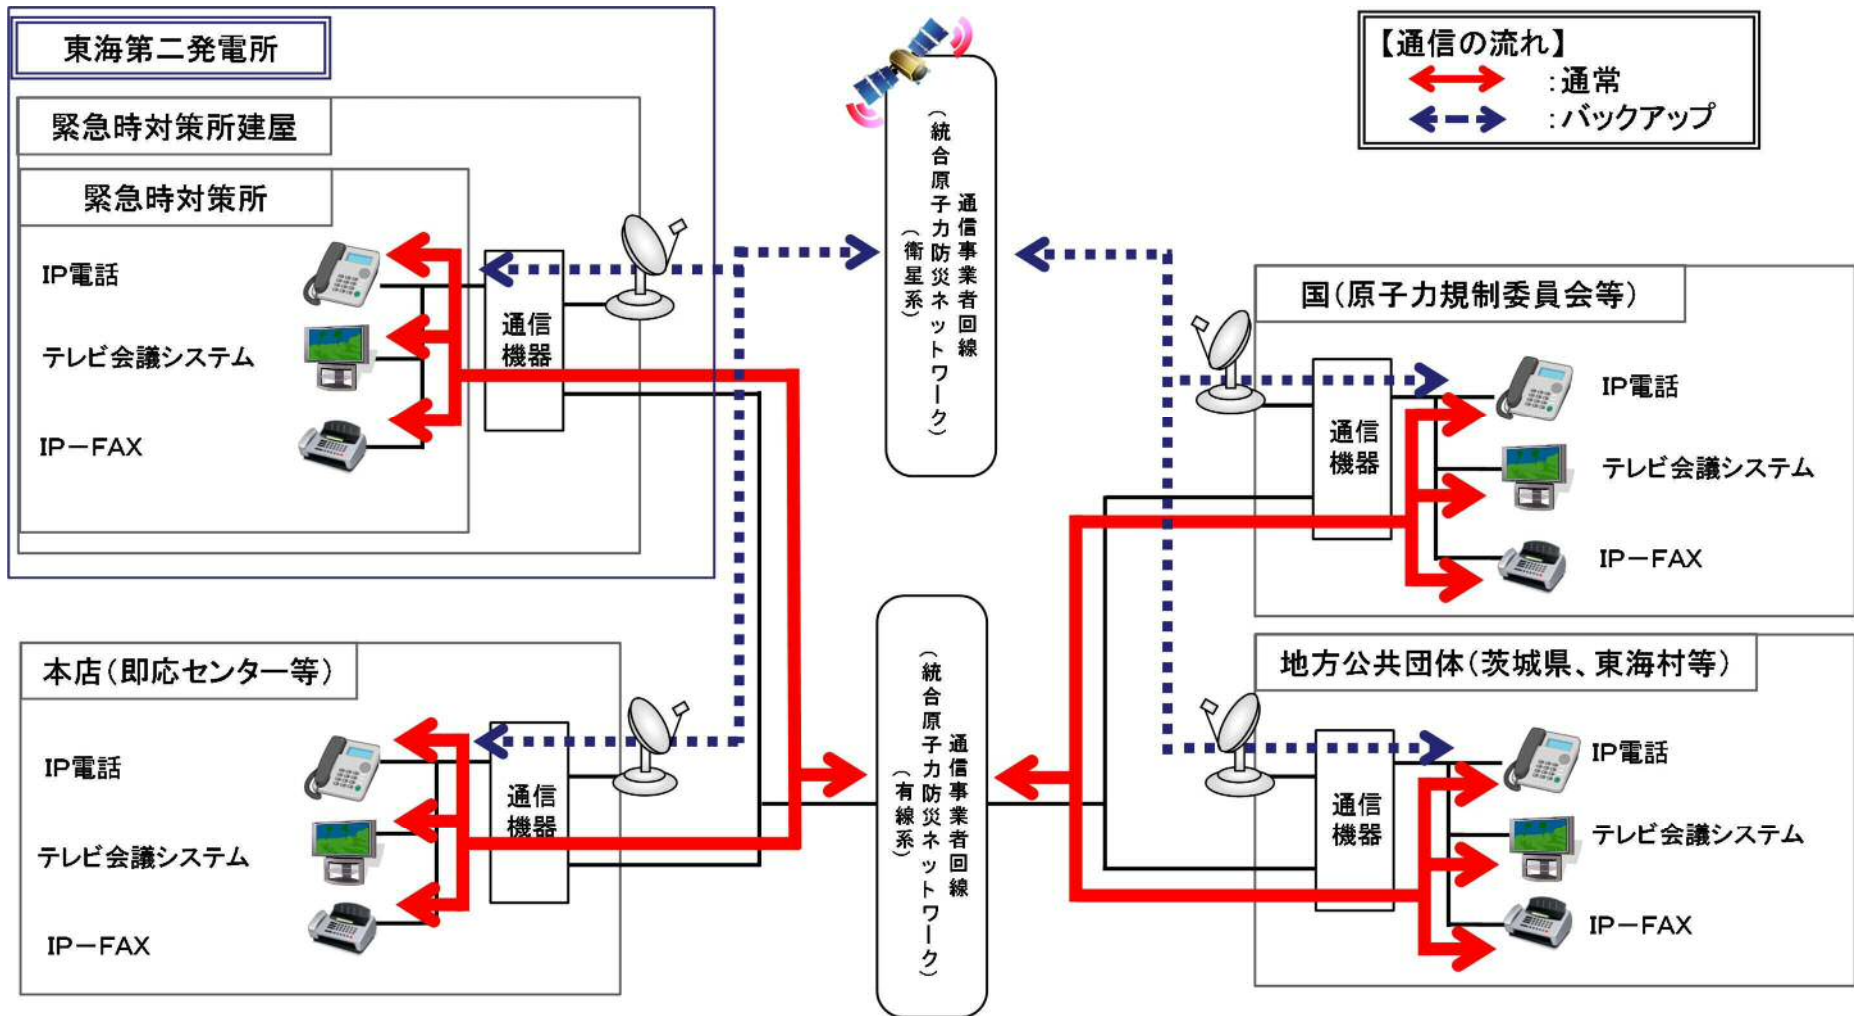 東海第二発電所
緊急時対策所建屋
緊急時対策所
IP電話
テレビ会議システム
IP－FAX
通信
機器
本店(即応センター等)
IP電話
テレビ会議システム
IP－FAX
通信
機器
通信事業者回線
(統合原子力防災ネットワーク)
(衛星系)
通信事業者回線
(統合原子力防災ネットワーク)
(有線系)
【通信の流れ】
:通常
:バックアップ
国(原子力規制委員会等)
通信
機器
IP電話
テレビ会議システム
IP－FAX
地方公共団体(茨城県、東海村等)
通信
機器
IP電話
テレビ会議システム
IP－FAX